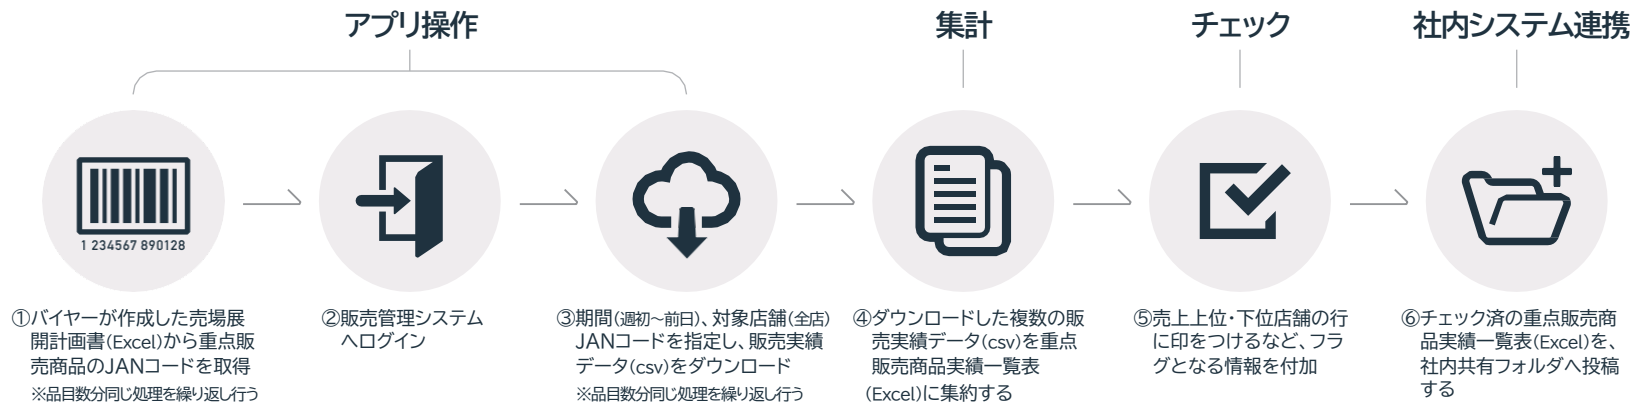 アプリ操作
集計
チェック
社内システム連携
1 234567 890128
①バイヤーが作成した売場展
開計画書(Excel)から重点販
売商品のJANコードを取得
※品目数分同じ処理を繰り返し行う
②販売管理システム
へログイン
③期間(週初〜前日)、対象店舗(全店)
JANコードを指定し、販売実績
データ(csv)をダウンロード
※品目数分同じ処理を繰り返し行う
④ダウンロードした複数の販
売実績データ(csv)を重点
販売商品実績一覧表
(Excel)に集約する
⑤売上上位・下位店舗の行
に印をつけるなど、フラ
グとなる情報を付加
⑥チェック済の重点販売商
品実績一覧表(Excel)を、
社内共有フォルダへ投稿
する